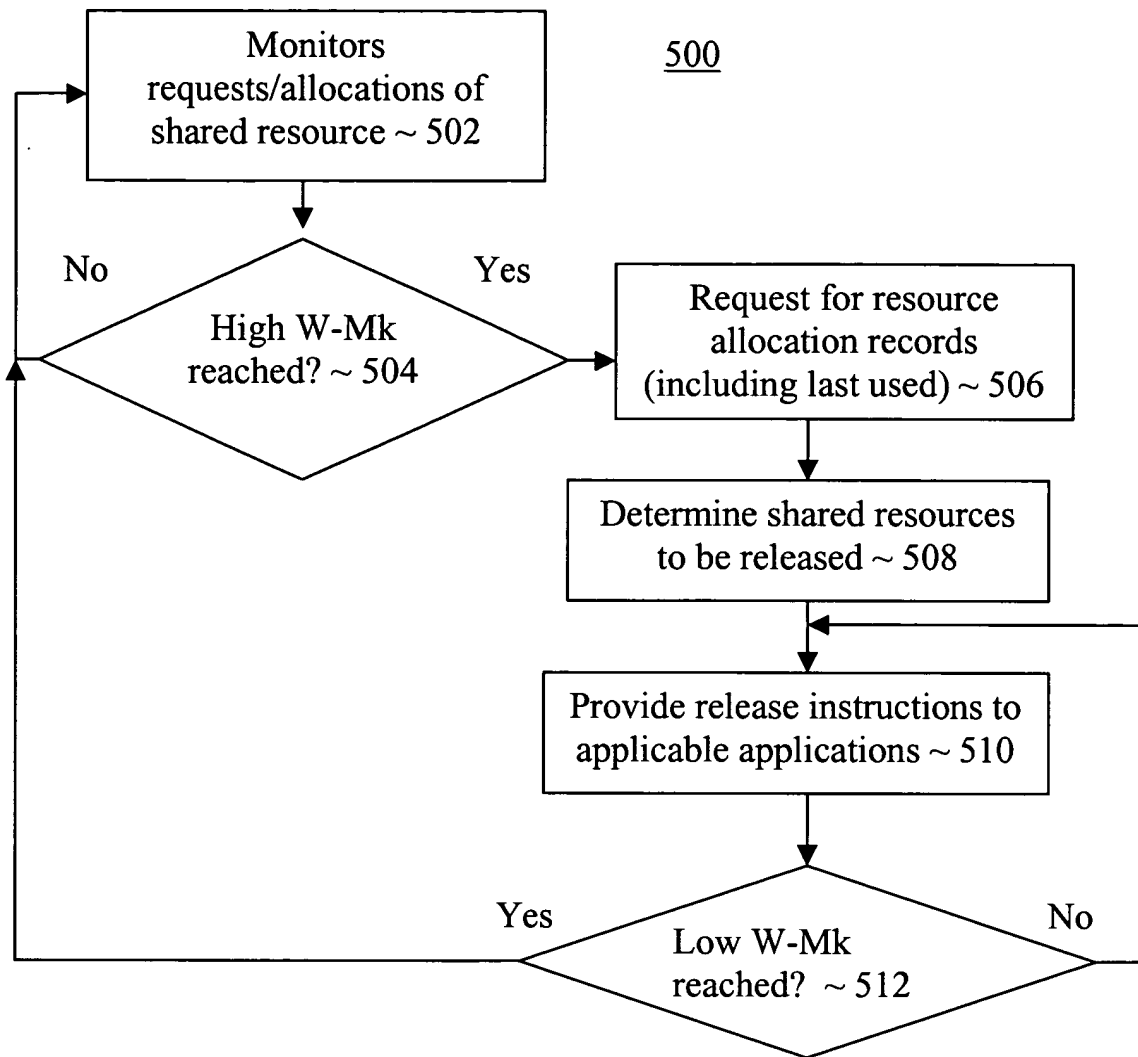 Monitors
requests/allocations of
shared resource ~ 502
500
No
Yes
High W-Mk
reached? ~ 504
Request for resource
allocation records
(including last used) ~ 506
Determine shared resources
to be released ~ 508
Provide release instructions to
applicable applications ~ 510
Yes
No
Low W-Mk
reached? ~ 512